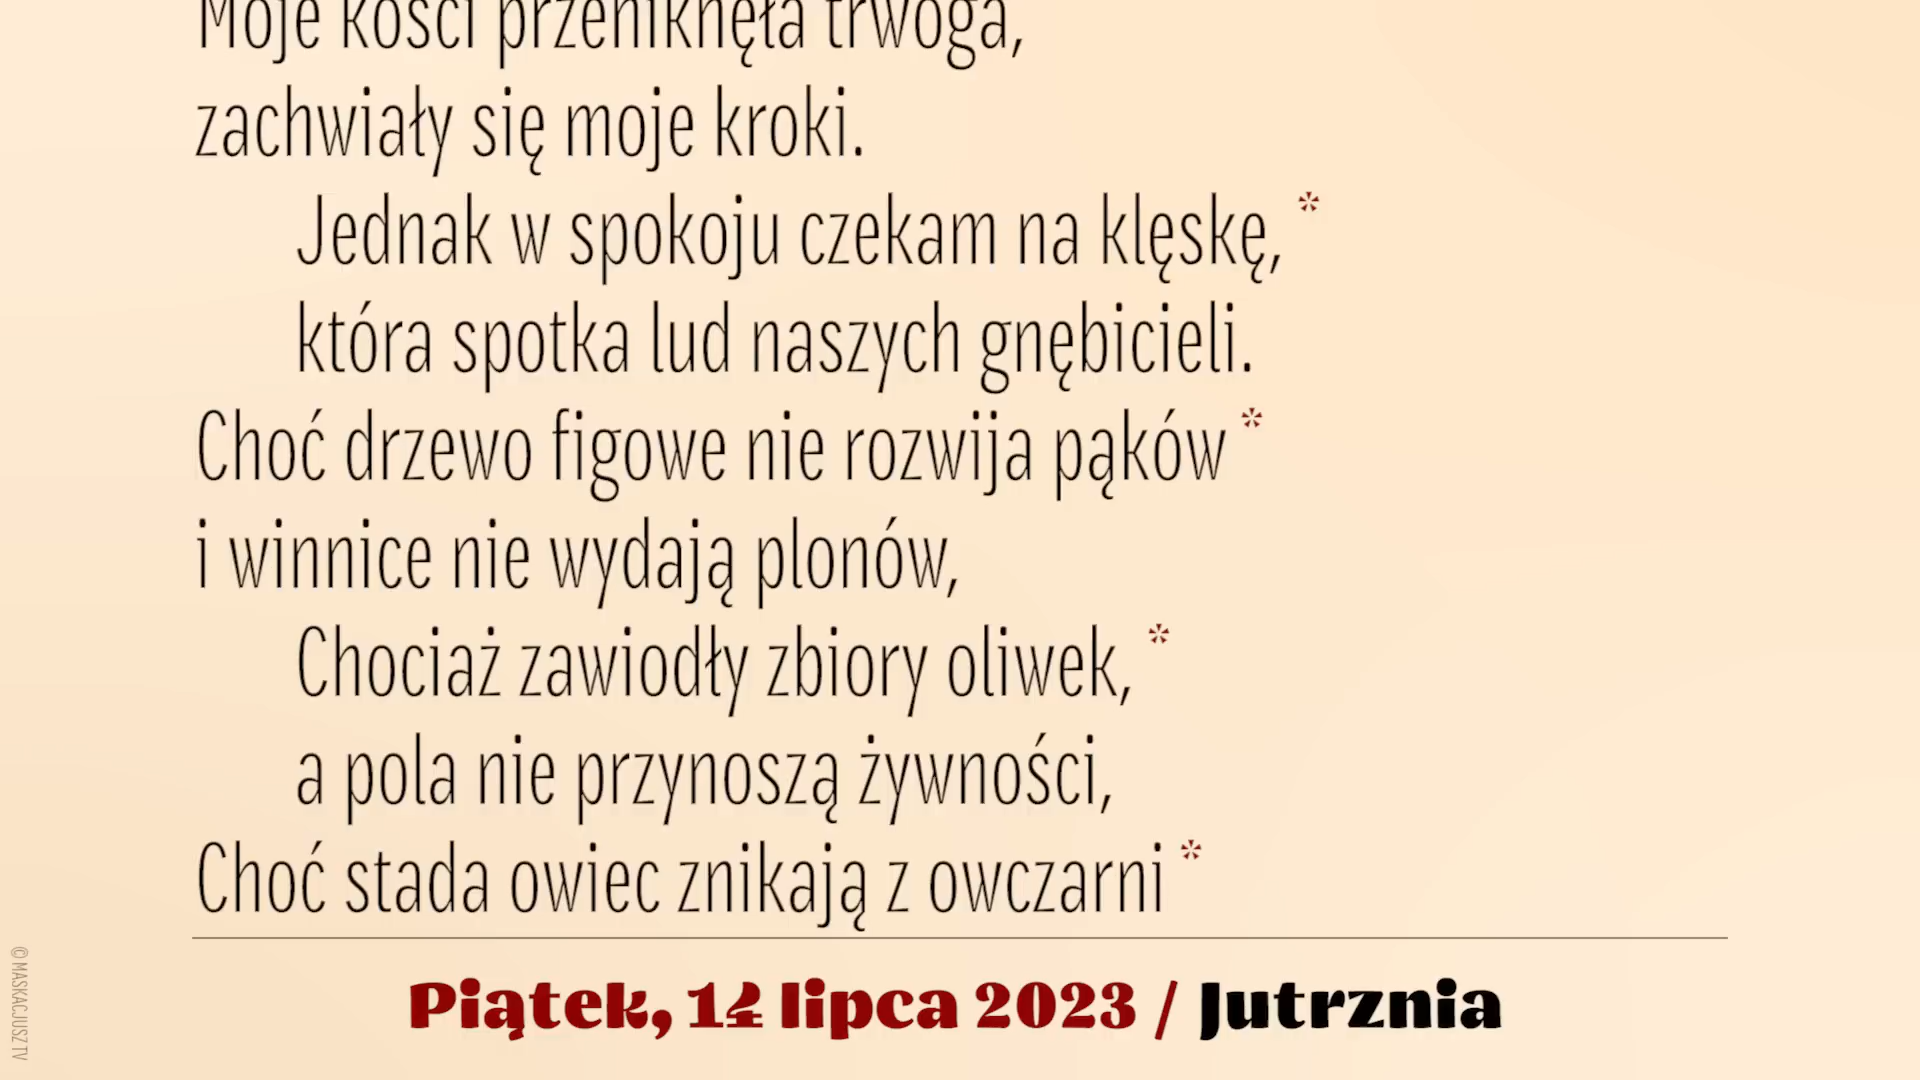 Moje kości przeniknęła trwoga,
zachwiały się moje kroki.
Jednak w spokoju czekam na klęskę, *
która spotka lud naszych gnębicieli.
Choć drzewo figowe nie rozwija pąków *
i winnice nie wydają plonów,
Chociaż zawiodły zbiory oliwek, *
a pola nie przynoszą żywności,
Choć stada owiec znikają z owczarni *
Piątek, 14 lipca 2023 / Jutrznia
© MASKACJUSZ TV